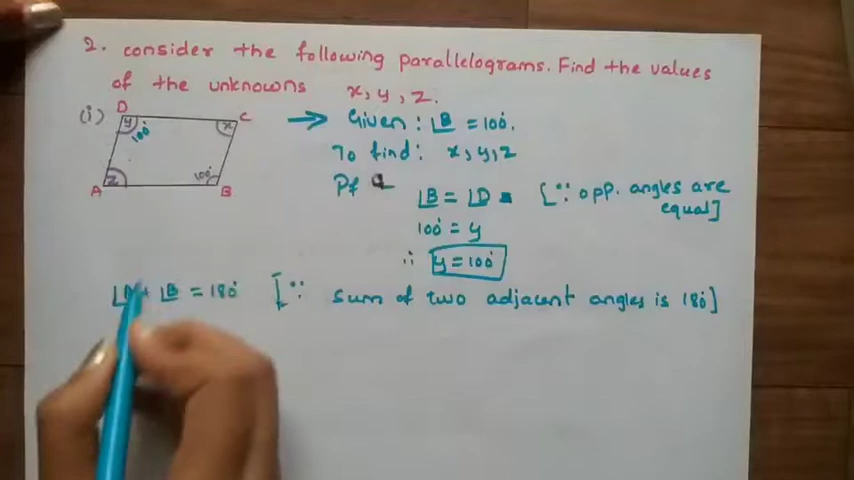 2. consider the following parallelograms. Find the values
of the unknowns x, y, z.
(i) D C
y 100° x
z 100°
A B
→ Given: ∠B = 100°.
To find: x, y, z
Pf
∠B = ∠D [∵ opp. angles are
equal]
100° = y
∴ y = 100°
+ ∠B = 180° [∵ sum of two adjacent angles is 180°]